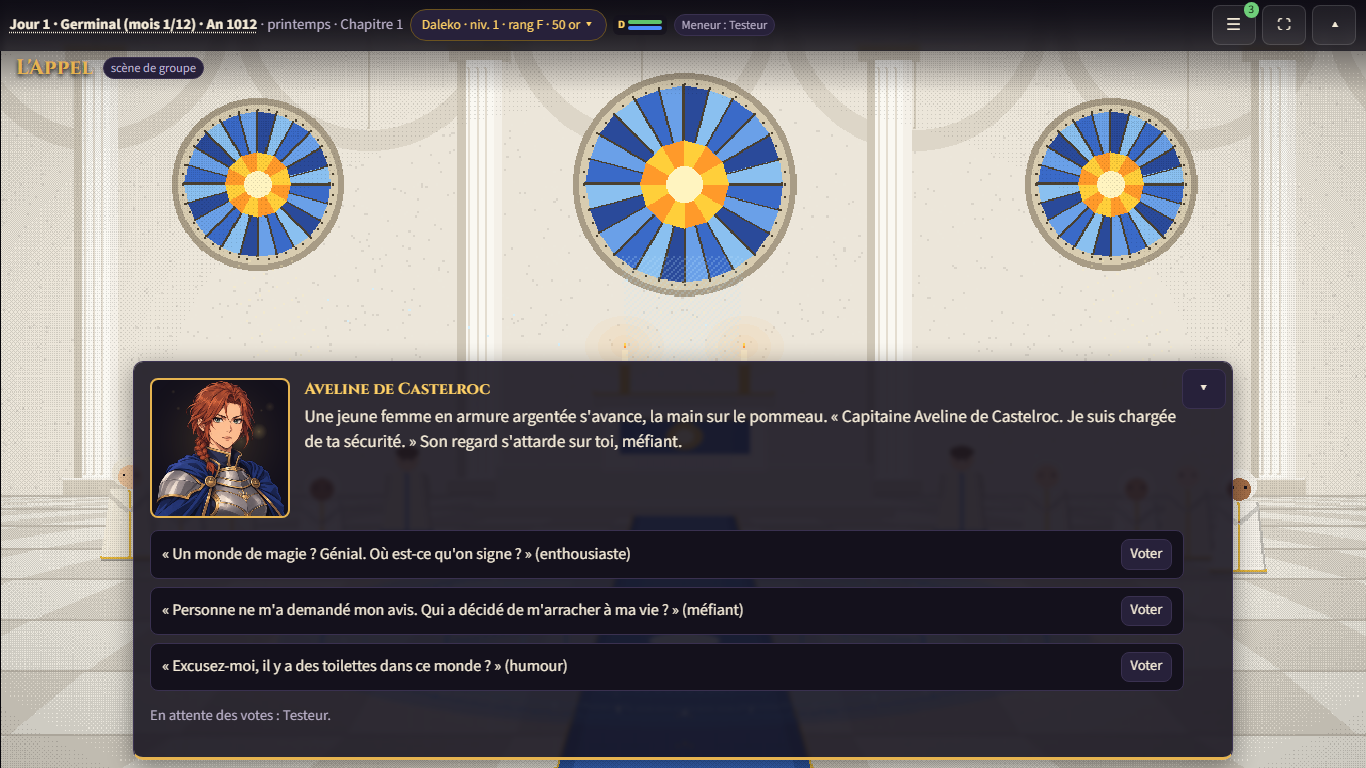 Jour 1 · Germinal (mois 1/12) · An 1012 · printemps · Chapitre 1
Daleko · niv. 1 · rang F · 50 or ▾
D
Meneur : Testeur
☰
3
▲
L'Appel
scène de groupe
Aveline de Castelroc
▼
Une jeune femme en armure argentée s'avance, la main sur le pommeau. « Capitaine Aveline de Castelroc. Je suis chargée
de ta sécurité. » Son regard s'attarde sur toi, méfiant.
« Un monde de magie ? Génial. Où est-ce qu'on signe ? » (enthousiaste)
Voter
« Personne ne m'a demandé mon avis. Qui a décidé de m'arracher à ma vie ? » (méfiant)
Voter
« Excusez-moi, il y a des toilettes dans ce monde ? » (humour)
Voter
En attente des votes : Testeur.